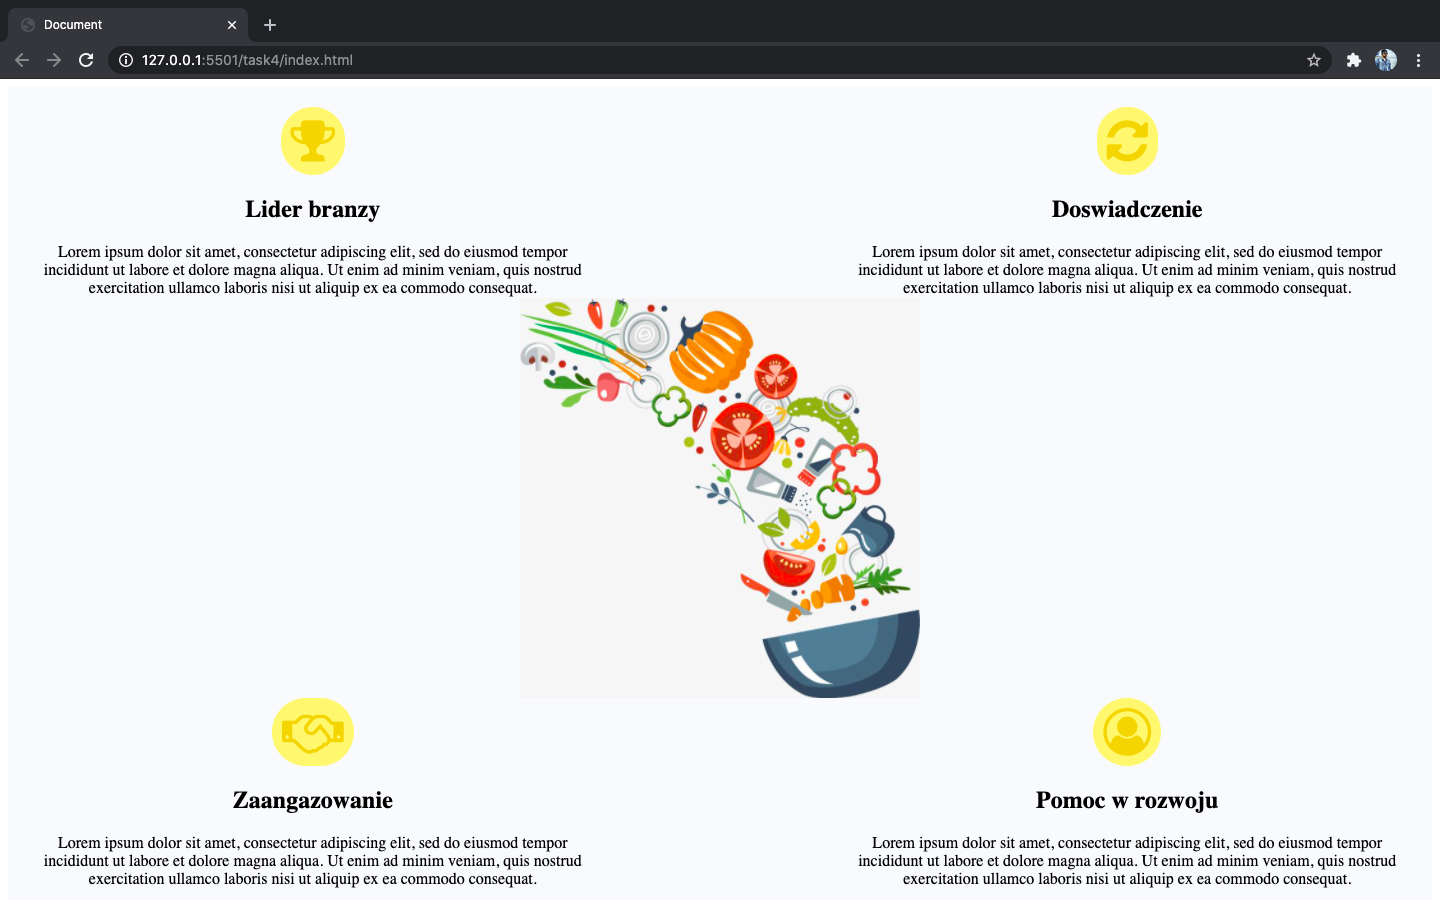 Document
127.0.0.1:5501/task4/index.html
Lider branzy
Lorem ipsum dolor sit amet, consectetur adipiscing elit, sed do eiusmod tempor
incididunt ut labore et dolore magna aliqua. Ut enim ad minim veniam, quis nostrud
exercitation ullamco laboris nisi ut aliquip ex ea commodo consequat.
Doswiadczenie
Lorem ipsum dolor sit amet, consectetur adipiscing elit, sed do eiusmod tempor
incididunt ut labore et dolore magna aliqua. Ut enim ad minim veniam, quis nostrud
exercitation ullamco laboris nisi ut aliquip ex ea commodo consequat.
Zaangazowanie
Lorem ipsum dolor sit amet, consectetur adipiscing elit, sed do eiusmod tempor
incididunt ut labore et dolore magna aliqua. Ut enim ad minim veniam, quis nostrud
exercitation ullamco laboris nisi ut aliquip ex ea commodo consequat.
Pomoc w rozwoju
Lorem ipsum dolor sit amet, consectetur adipiscing elit, sed do eiusmod tempor
incididunt ut labore et dolore magna aliqua. Ut enim ad minim veniam, quis nostrud
exercitation ullamco laboris nisi ut aliquip ex ea commodo consequat.